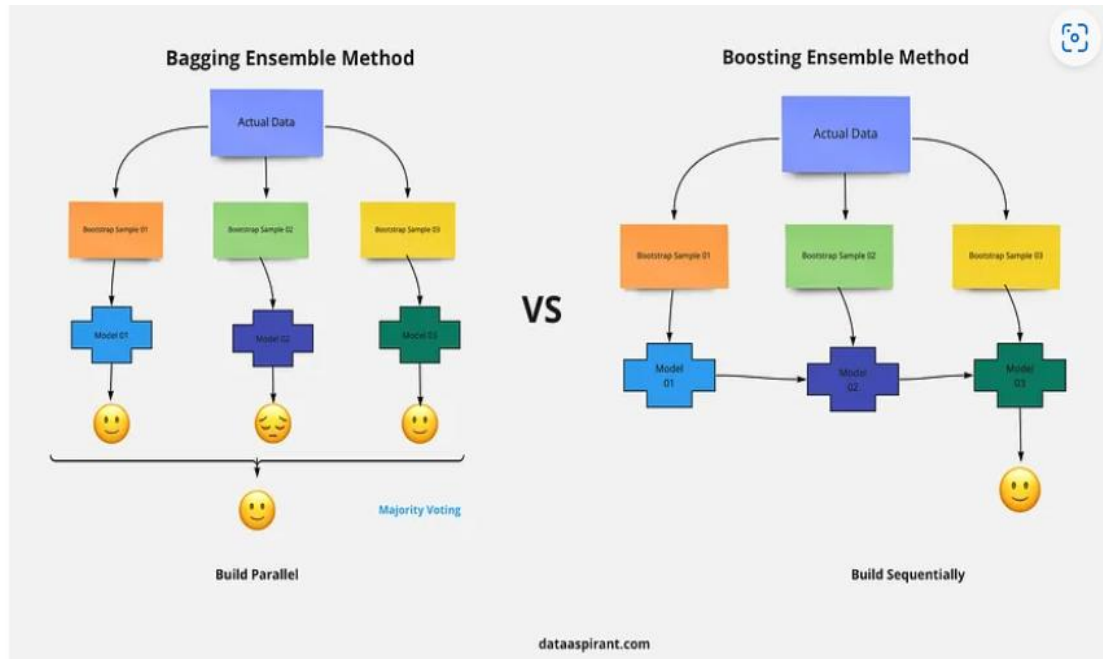 Bagging Ensemble Method
Actual Data
Bootstrap Sample 01
Bootstrap Sample 02
Bootstrap Sample 03
Model 01
Model 02
Model 03
Majority Voting
Build Parallel
VS
Boosting Ensemble Method
Actual Data
Bootstrap Sample 01
Bootstrap Sample 02
Bootstrap Sample 03
Model
01
Model
02
Model
03
Build Sequentially
dataaspirant.com